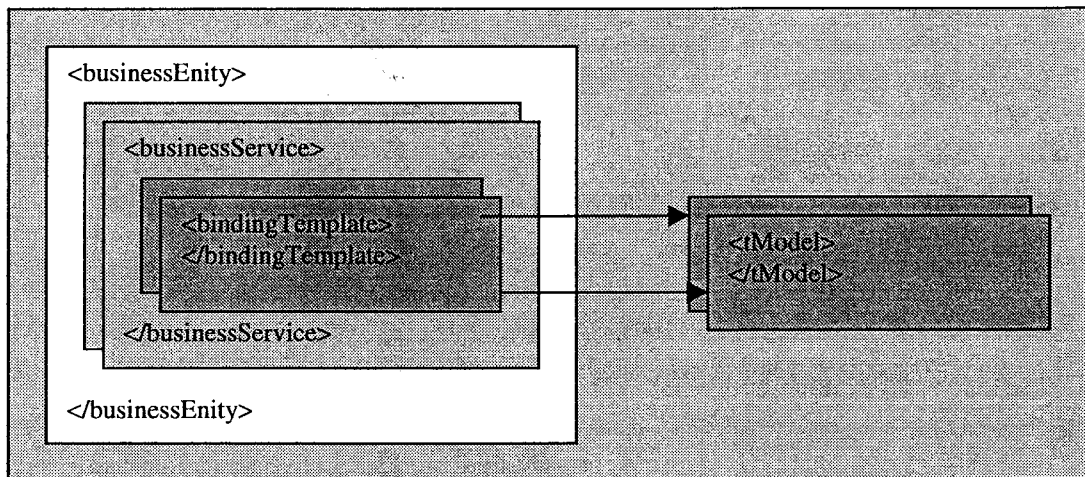 <businessEnity>
<businessService>
<bindingTemplate>
</bindingTemplate>
</businessService>
</businessEnity>
<tModel>
</tModel>